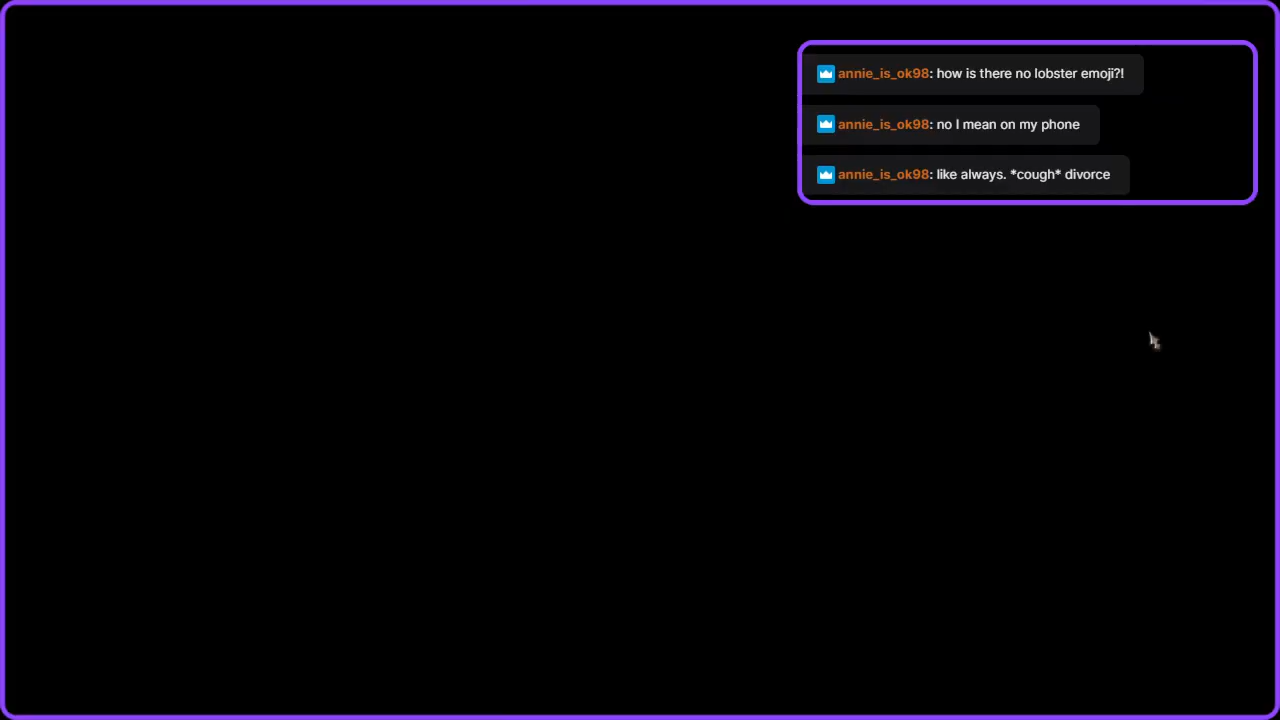 annie_is_ok98: how is there no lobster emoji?!
annie_is_ok98: no I mean on my phone
annie_is_ok98: like always. *cough* divorce